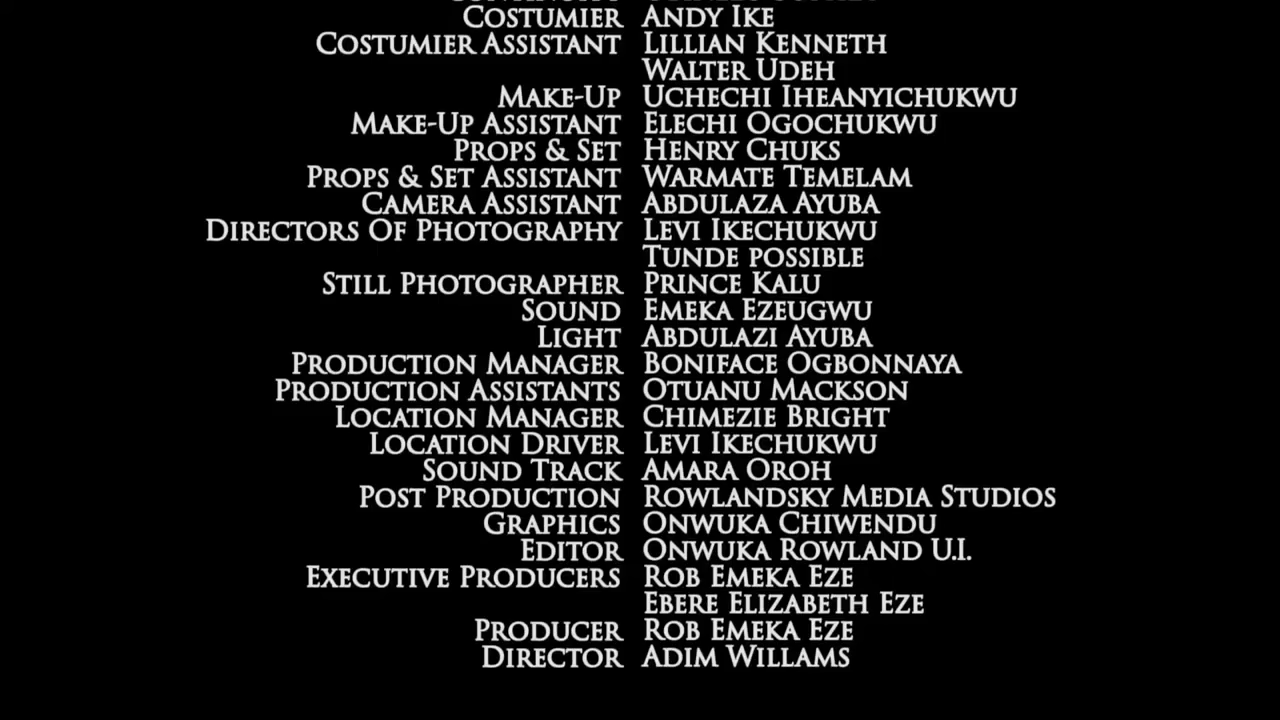 COSTUMIER ANDY IKE
COSTUMIER ASSISTANT LILLIAN KENNETH
WALTER UDEH
MAKE-UP UCHECHI IHEANYICHUKWU
MAKE-UP ASSISTANT ELECHI OGOCHUKWU
PROPS & SET HENRY CHUKS
PROPS & SET ASSISTANT WARMATE TEMELAM
CAMERA ASSISTANT ABDULAZA AYUBA
DIRECTORS OF PHOTOGRAPHY LEVI IKECHUKWU
TUNDE POSSIBLE
STILL PHOTOGRAPHER PRINCE KALU
SOUND EMEKA EZEUGWU
LIGHT ABDULAZI AYUBA
PRODUCTION MANAGER BONIFACE OGBONNAYA
PRODUCTION ASSISTANTS OTUANU MACKSON
LOCATION MANAGER CHIMEZIE BRIGHT
LOCATION DRIVER LEVI IKECHUKWU
SOUND TRACK AMARA OROH
POST PRODUCTION ROWLANDSKY MEDIA STUDIOS
GRAPHICS ONWUKA CHIWENDU
EDITOR ONWUKA ROWLAND U.I.
EXECUTIVE PRODUCERS ROB EMEKA EZE
EBERE ELIZABETH EZE
PRODUCER ROB EMEKA EZE
DIRECTOR ADIM WILLAMS